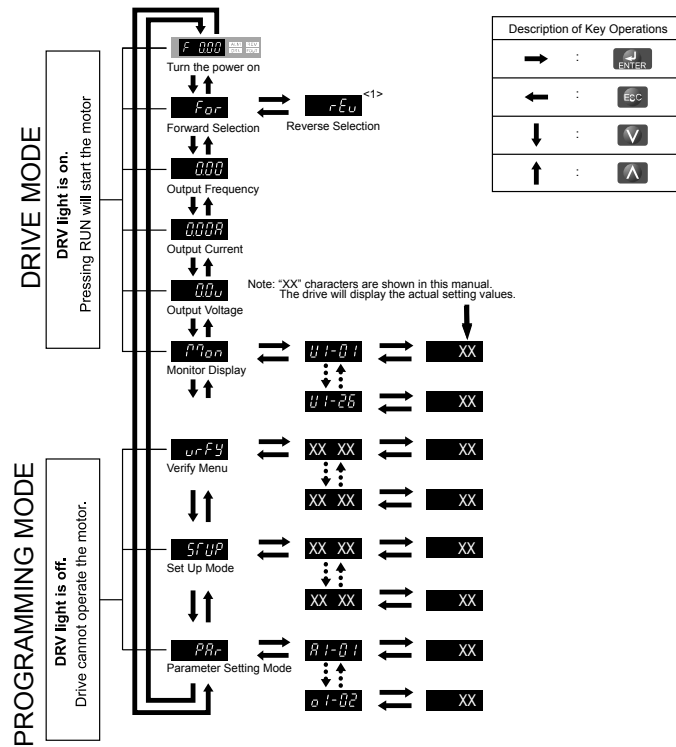 DRIVE MODE
DRV light is on.
Pressing RUN will start the motor
F 0.00
Turn the power on
For
Forward Selection
rEv
<1>
Reverse Selection
0.00
Output Frequency
0.00A
Output Current
0.0v
Output Voltage
Note: “XX” characters are shown in this manual.
The drive will display the actual setting values.
Mon
Monitor Display
U1-01
XX
U1-26
XX
PROGRAMMING MODE
DRV light is off.
Drive cannot operate the motor.
vrFY
Verify Menu
XX XX
XX
XX XX
XX
STUP
Set Up Mode
XX XX
XX
XX XX
XX
PAr
Parameter Setting Mode
A1-01
XX
o1-02
XX
Description of Key Operations
: ENTER
: ESC
:
: